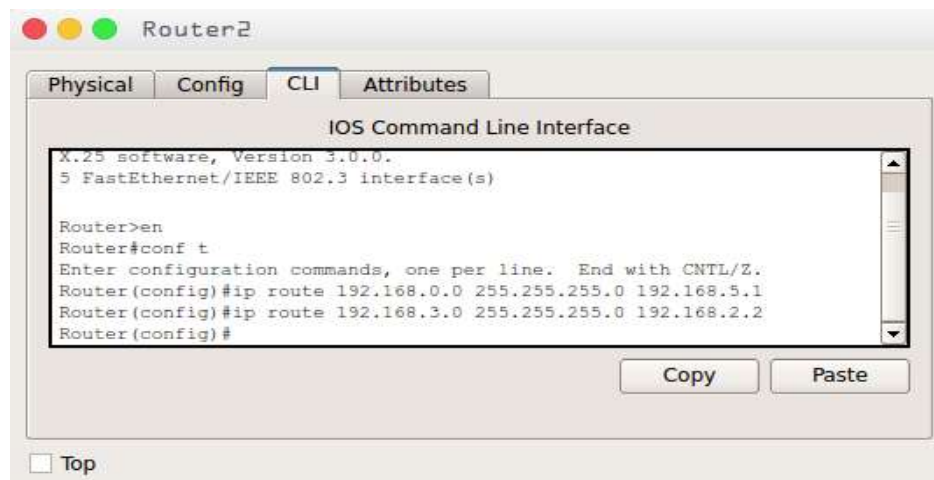 Router2
Physical Config CLI Attributes
IOS Command Line Interface
X.25 software, Version 3.0.0.
5 FastEthernet/IEEE 802.3 interface(s)
Router>en
Router#conf t
Enter configuration commands, one per line. End with CNTL/Z.
Router(config)#ip route 192.168.0.0 255.255.255.0 192.168.5.1
Router(config)#ip route 192.168.3.0 255.255.255.0 192.168.2.2
Router(config)#
Copy Paste
Top